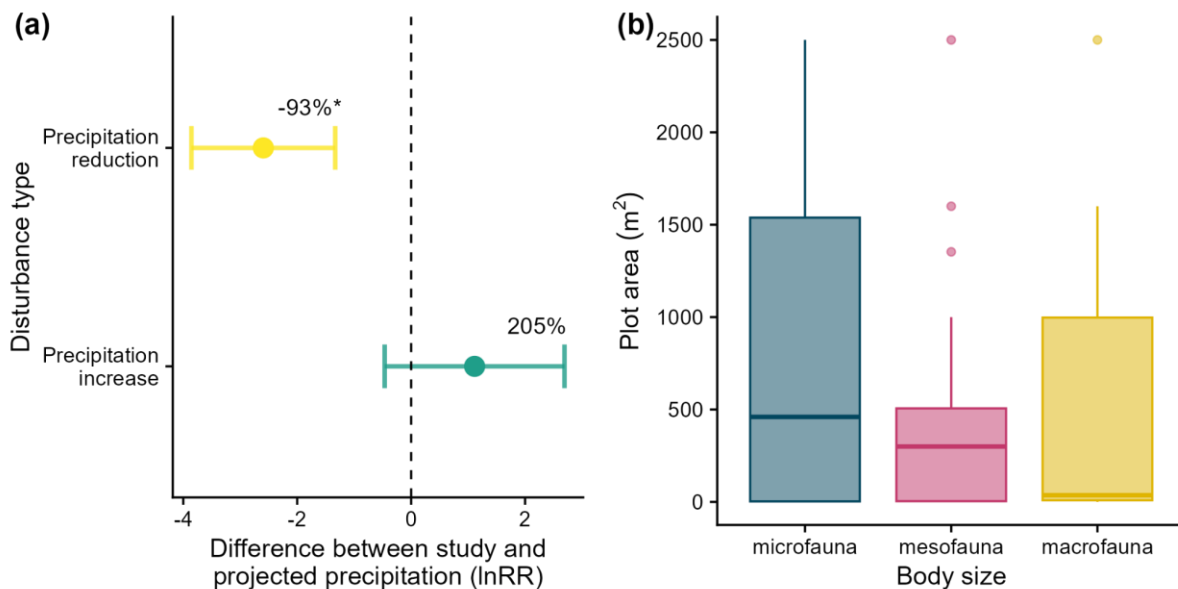 (a)
Disturbance type
Precipitation
reduction
Precipitation
increase
-93%*
205%
-4
-2
0
2
Difference between study and
projected precipitation (lnRR)
(b)
Plot area (m²)
2500
2000
1500
1000
500
0
microfauna
mesofauna
macrofauna
Body size